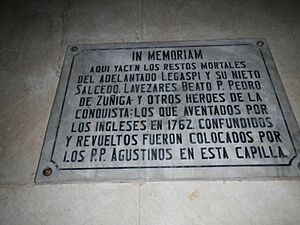 IN MEMORIAM
AQUI YACEN LOS RESTOS MORTALES
DEL ADELANTADO LEGASPI Y SU NIETO
SALCEDO, LAVEZARES, BEATO P. PEDRO
DE ZUÑIGA Y OTROS HEROES DE LA
CONQUISTA: LOS QUE AVENTADOS POR
LOS INGLESES EN 1762, CONFUNDIDOS
Y REVUELTOS FUERON COLOCADOS POR
LOS P.P. AGUSTINOS EN ESTA CAPILLA.